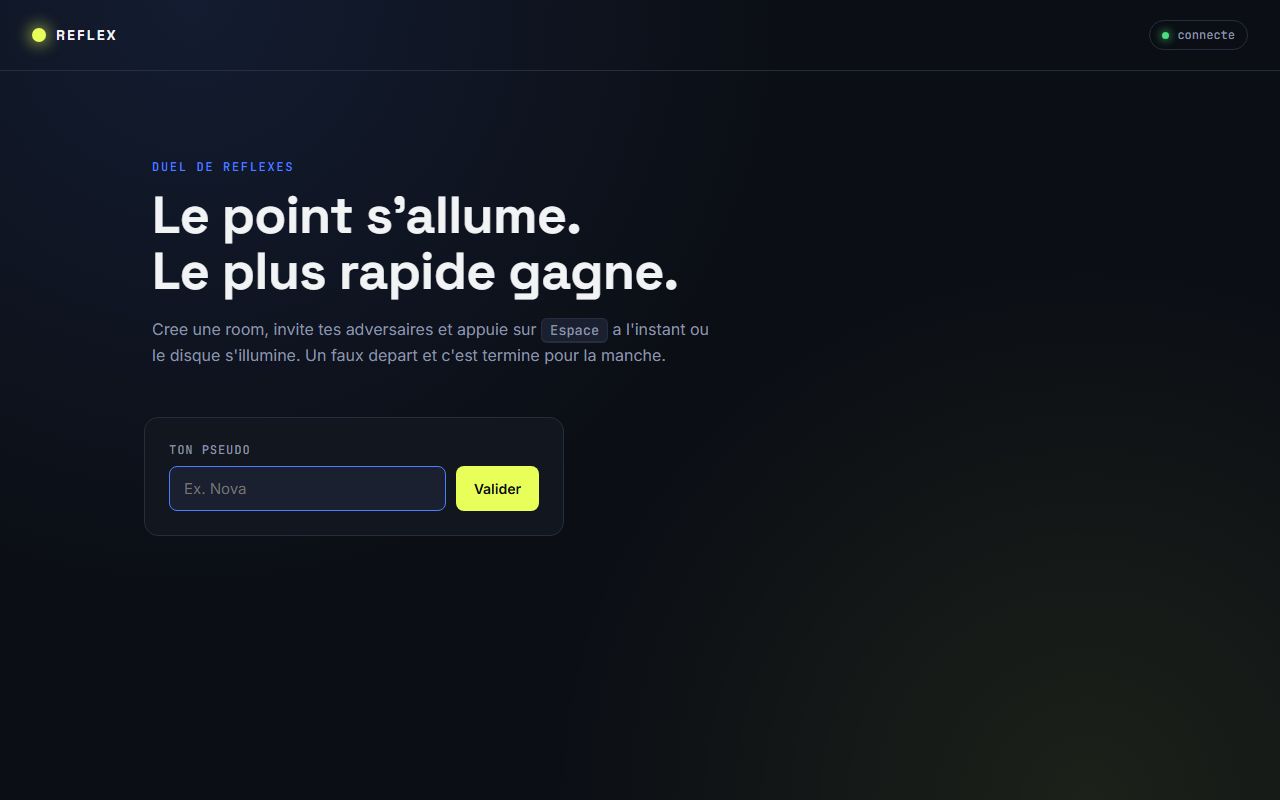 REFLEX
connecte
DUEL DE REFLEXES
Le point s’allume.
Le plus rapide gagne.
Cree une room, invite tes adversaires et appuie sur Espace a l'instant ou
le disque s'illumine. Un faux depart et c'est termine pour la manche.
TON PSEUDO
Ex. Nova
Valider